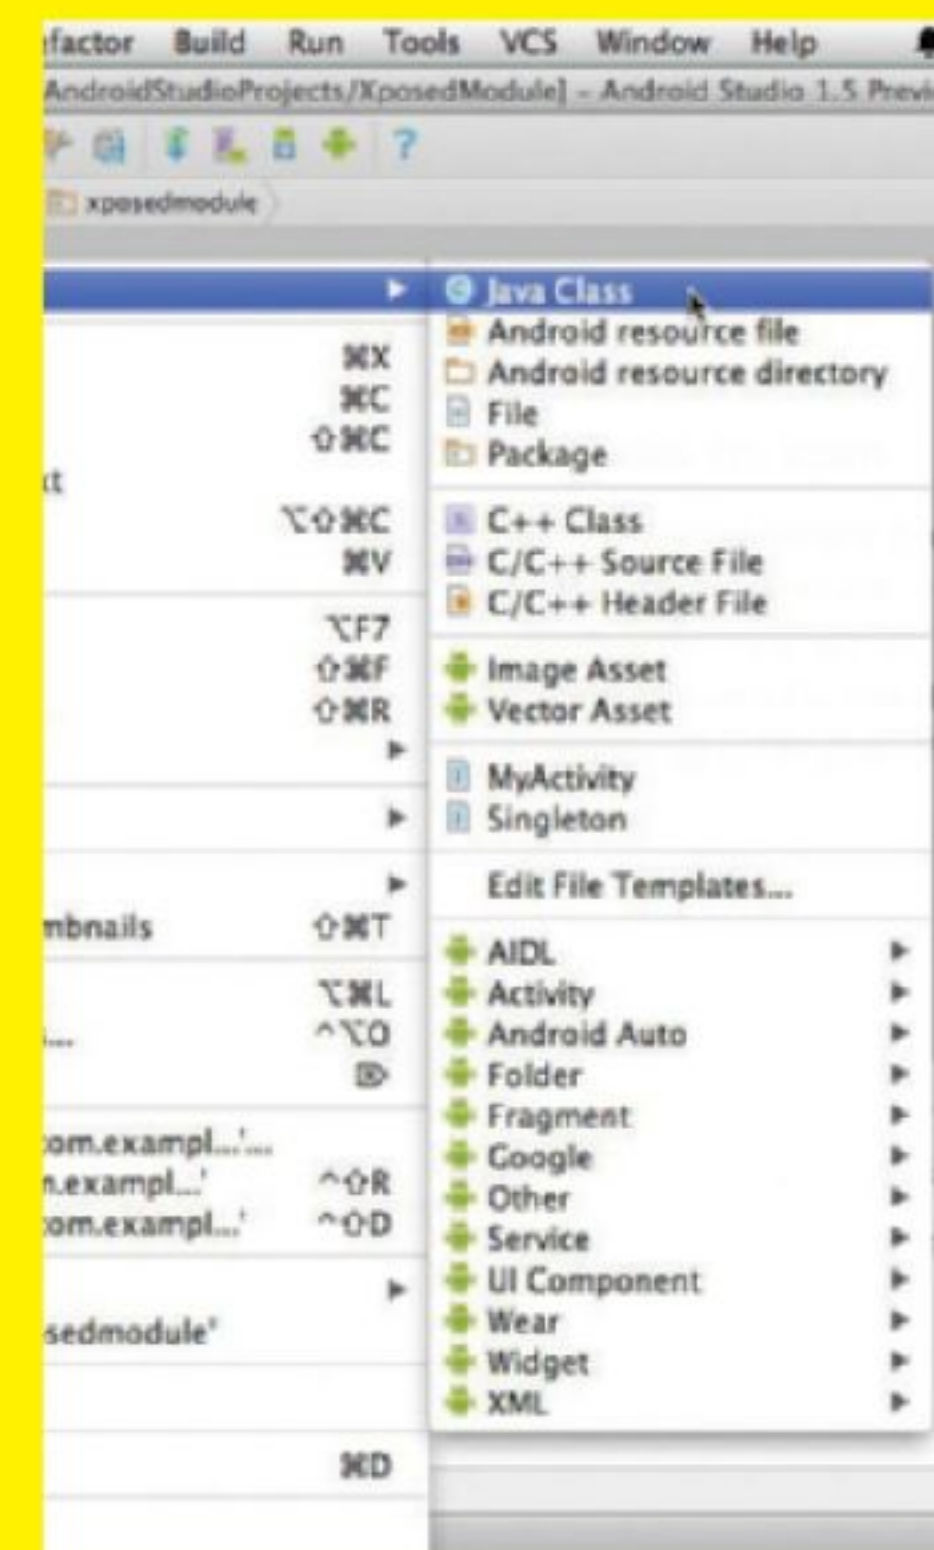 efactor Build Run Tools VCS Window Help
AndroidStudioProjects/XposedModule] – Android Studio 1.5 Previ
?
xposedmodule
⌘X
⌘C
⇧⌘C
xt
⌥⇧⌘C
⌘V
⌥F7
⇧⌘F
⇧⌘R
mbnails ⇧⌘T
⌥⌘L
s... ^⌥O
⌦
com.exampl...'...
n.exampl...' ^⇧R
com.exampl...' ^⇧D
sedmodule'
⌘D
Java Class
Android resource file
Android resource directory
File
Package
C++ Class
C/C++ Source File
C/C++ Header File
Image Asset
Vector Asset
MyActivity
Singleton
Edit File Templates...
AIDL
Activity
Android Auto
Folder
Fragment
Google
Other
Service
UI Component
Wear
Widget
XML